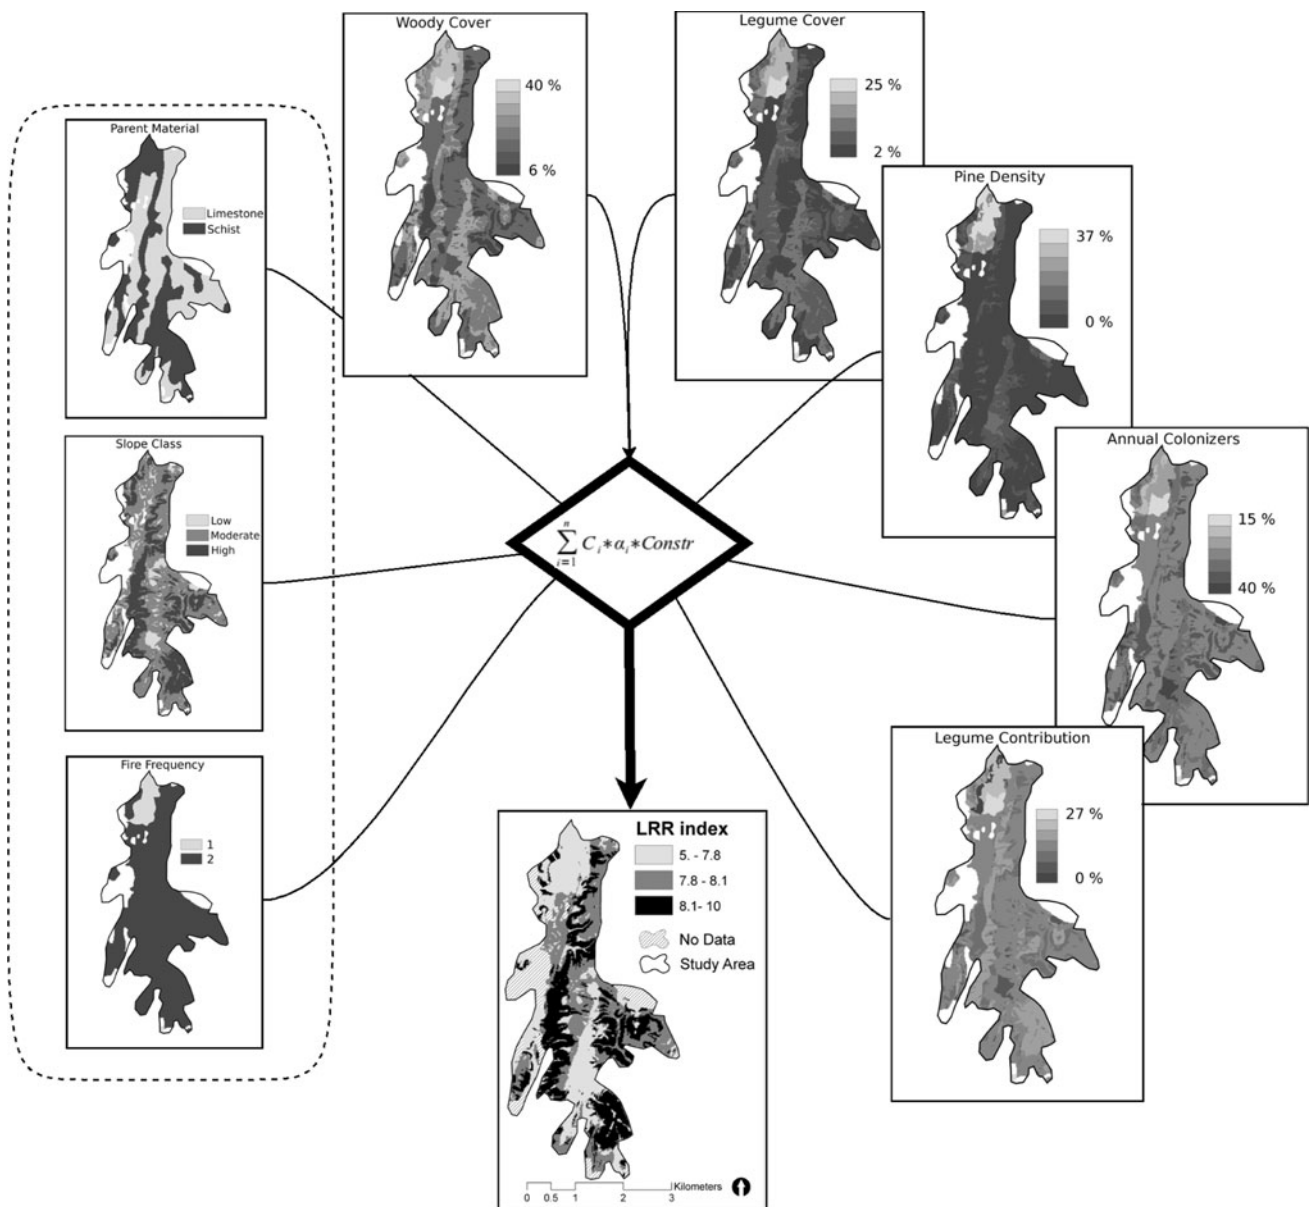 Woody Cover
40 %
6 %
Legume Cover
25 %
2 %
Parent Material
Limestone
Schist
Pine Density
37 %
0 %
Slope Class
Low
Moderate
High
Annual Colonizers
15 %
40 %
n
∑ C i * α i * Constr
i=1
Fire Frequency
1
2
Legume Contribution
27 %
0 %
LRR index
5. - 7.8
7.8 - 8.1
8.1- 10
No Data
Study Area
Kilometers
0 0.5 1 2 3